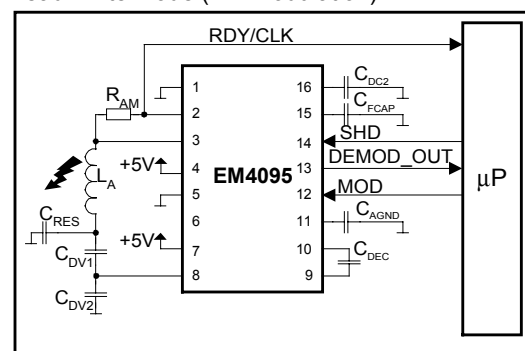 RDY/CLK
R_AM
C_DC2
C_FCAP
SHD
DEMOD_OUT
MOD
C_AGND
C_DEC
+5V
L_A
C_RES
+5V
C_DV1
C_DV2
EM4095
1
2
3
4
5
6
7
8
16
15
14
13
12
11
10
9
µP